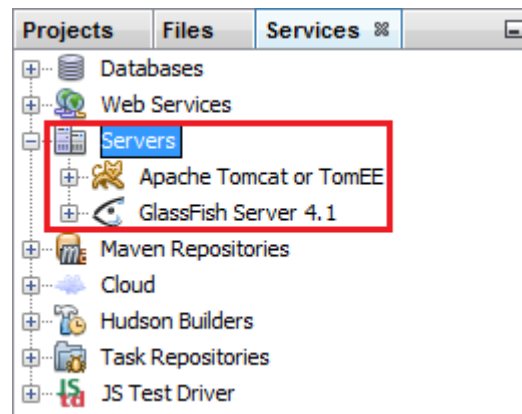 Projects Files Services
Databases
Web Services
Servers
Apache Tomcat or TomEE
GlassFish Server 4.1
Maven Repositories
Cloud
Hudson Builders
Task Repositories
JS Test Driver